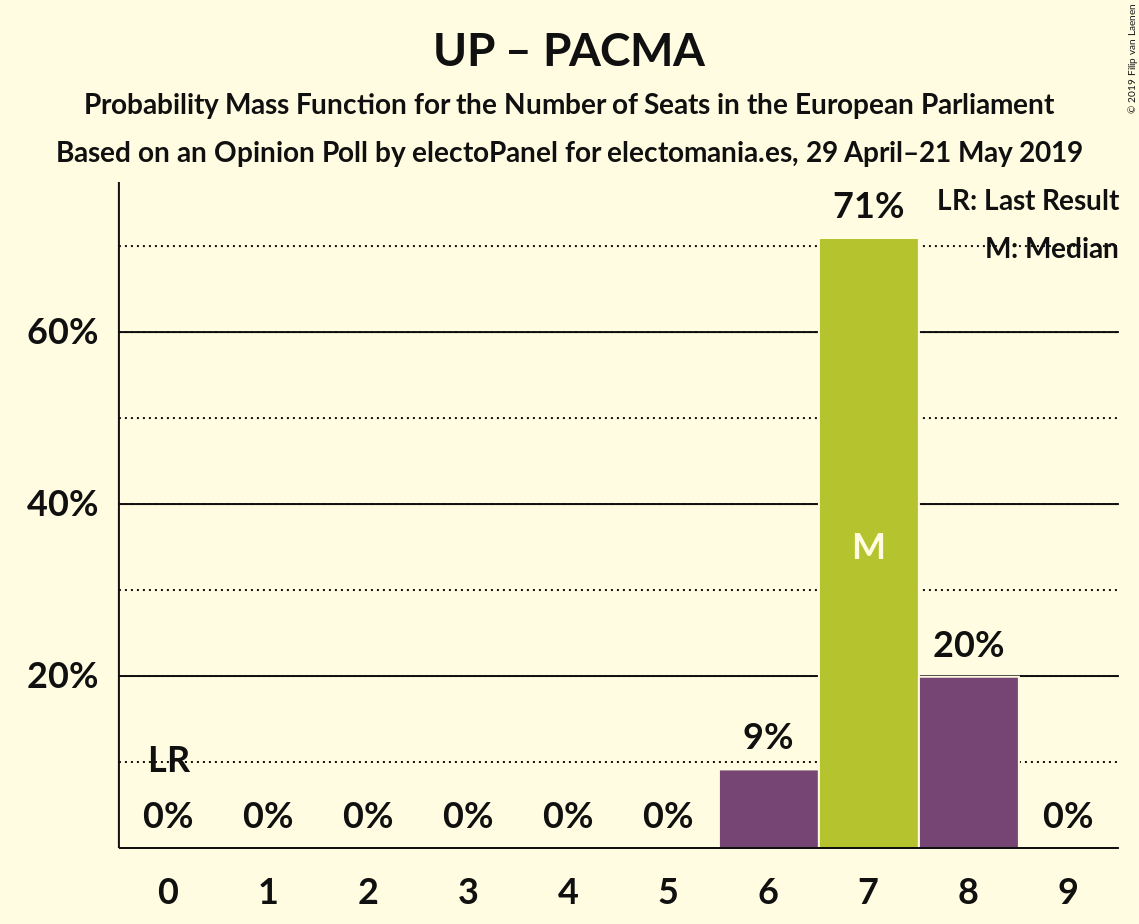 UP – PACMA
Probability Mass Function for the Number of Seats in the European Parliament
Based on an Opinion Poll by electoPanel for electomania.es, 29 April–21 May 2019
© 2019 Filip van Laenen
LR: Last Result
M: Median
71%
60%
M
40%
20%
20%
9%
LR
0% 0% 0% 0% 0% 0% 0%
0 1 2 3 4 5 6 7 8 9